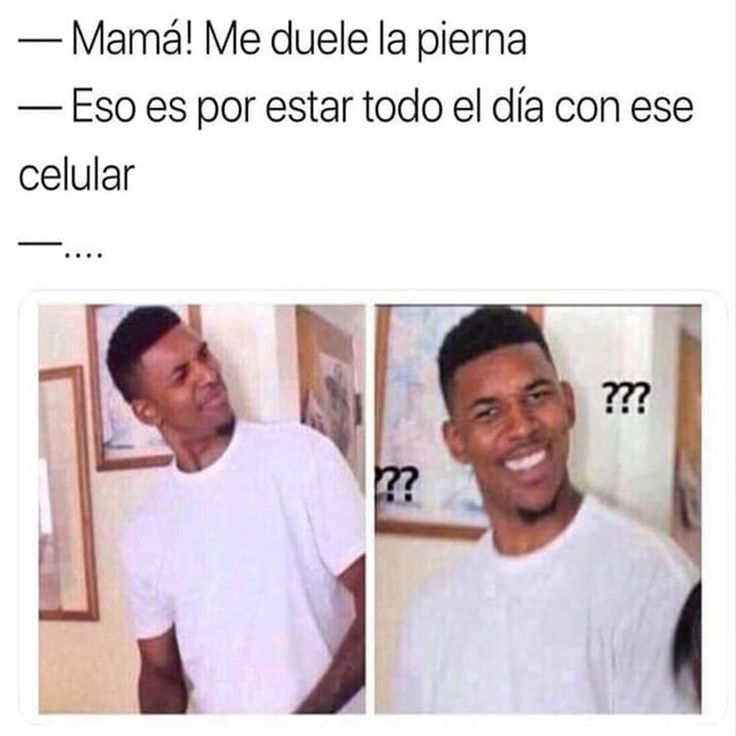 — Mamá! Me duele la pierna
— Eso es por estar todo el día con ese
celular
—....
???
??